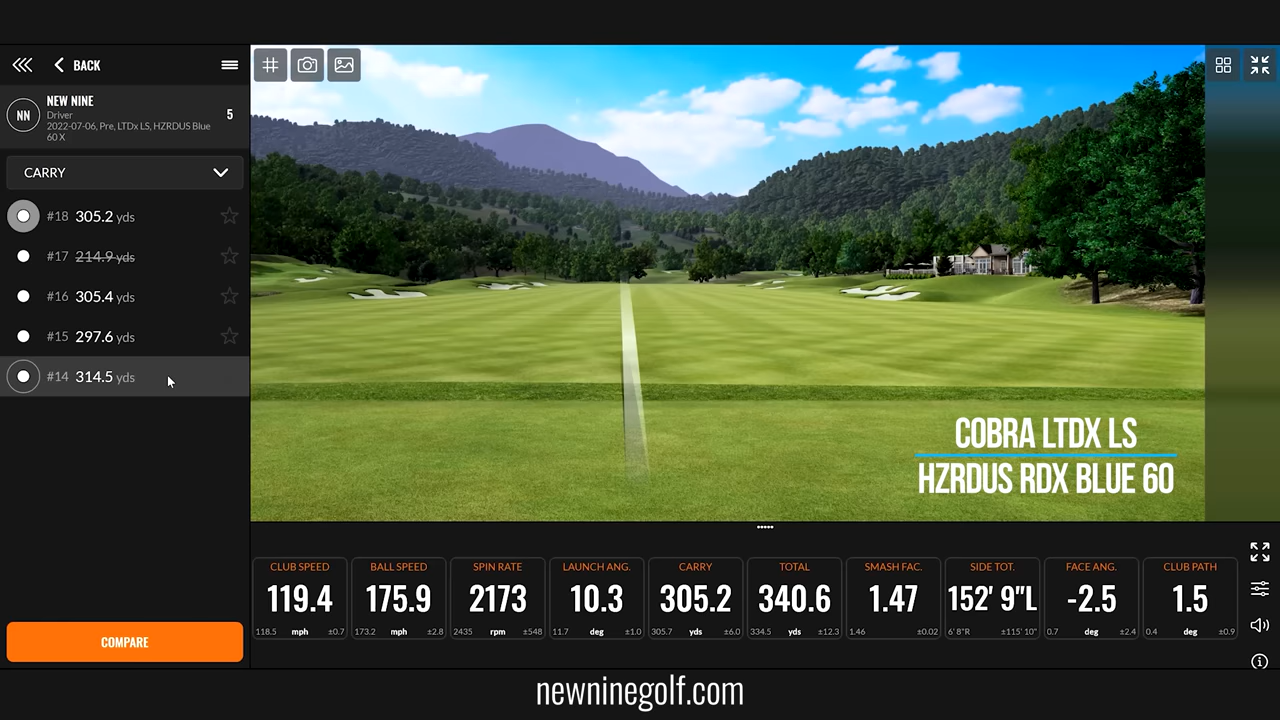 BACK
NN
NEW NINE
Driver
2022-07-06, Pre, LTDx LS, HZRDUS Blue
60 X
5
CARRY
#18 305.2 yds
#17 214.9 yds
#16 305.4 yds
#15 297.6 yds
#14 314.5 yds
COMPARE
COBRA LTDX LS
HZRDUS RDX BLUE 60
CLUB SPEED
119.4
118.5 mph ±0.7
BALL SPEED
175.9
173.2 mph ±2.8
SPIN RATE
2173
2435 rpm ±548
LAUNCH ANG.
10.3
11.7 deg ±1.0
CARRY
305.2
305.7 yds ±6.0
TOTAL
340.6
334.5 yds ±12.3
SMASH FAC.
1.47
1.46 ±0.02
SIDE TOT.
152' 9"L
6' 8"R ±115' 10"
FACE ANG.
-2.5
0.7 deg ±2.4
CLUB PATH
1.5
0.4 deg ±0.9
newninegolf.com